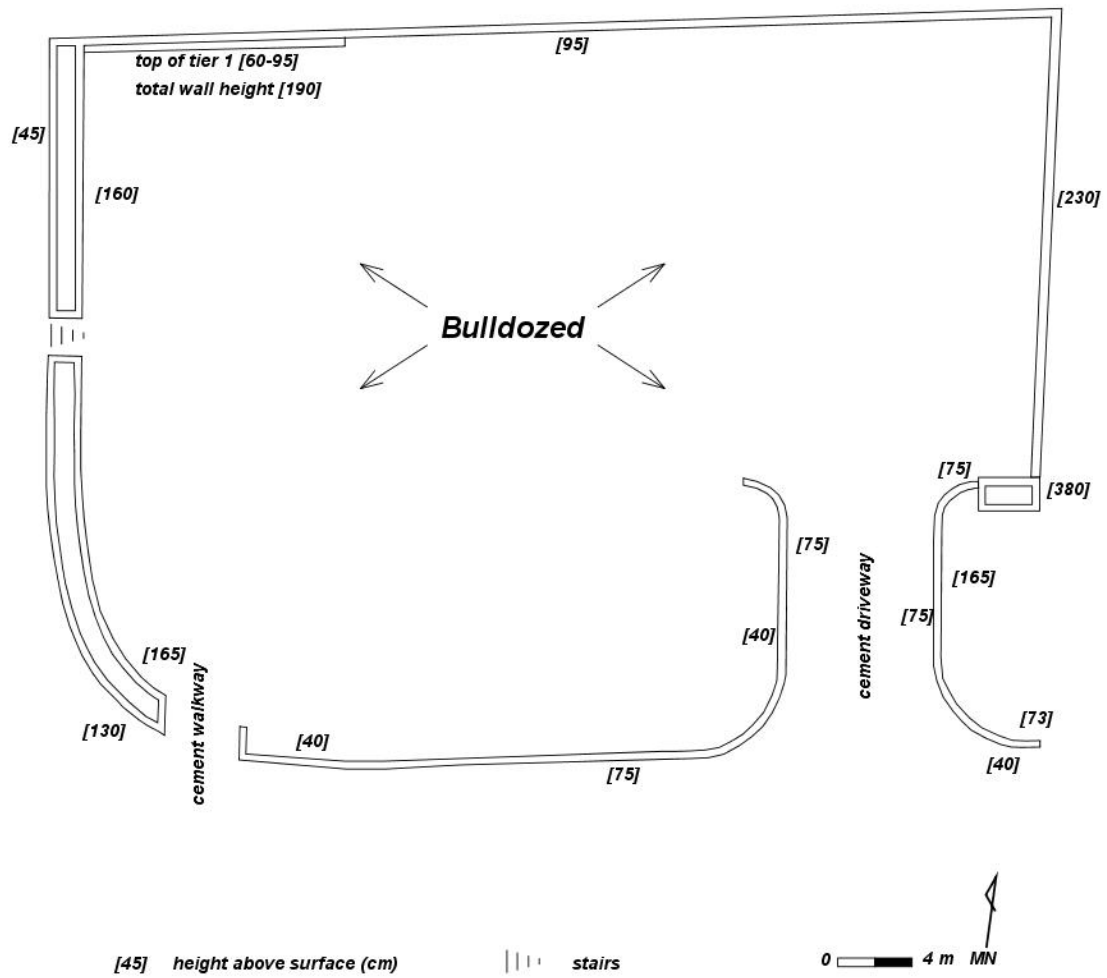 [95]
top of tier 1 [60-95]
total wall height [190]
[45]
[160]
[230]
Bulldozed
[75]
[380]
[75]
cement driveway
[165]
[75]
[40]
[165]
cement walkway
[73]
[130]
[40]
[40]
[75]
[45] height above surface (cm)
stairs
0 4 m MN